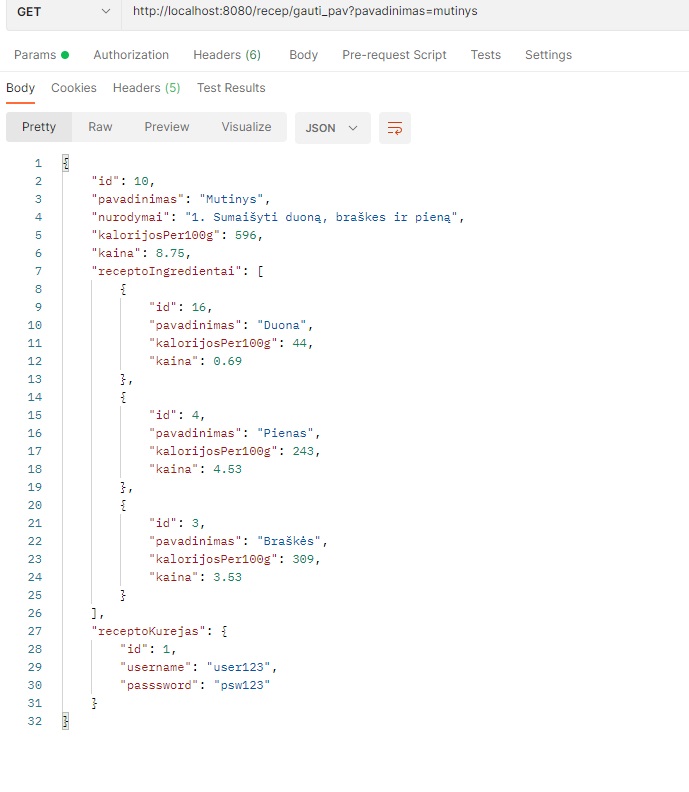 GET http://localhost:8080/recep/gauti_pav?pavadinimas=mutinys
Params Authorization Headers (6) Body Pre-request Script Tests Settings
Body Cookies Headers (5) Test Results
Pretty Raw Preview Visualize JSON
1 {
2 "id": 10,
3 "pavadinimas": "Mutinys",
4 "nurodymai": "1. Sumaišyti duoną, braškes ir pieną",
5 "kalorijosPer100g": 596,
6 "kaina": 8.75,
7 "receptoIngredientai": [
8 {
9 "id": 16,
10 "pavadinimas": "Duona",
11 "kalorijosPer100g": 44,
12 "kaina": 0.69
13 },
14 {
15 "id": 4,
16 "pavadinimas": "Pienas",
17 "kalorijosPer100g": 243,
18 "kaina": 4.53
19 },
20 {
21 "id": 3,
22 "pavadinimas": "Braškės",
23 "kalorijosPer100g": 309,
24 "kaina": 3.53
25 }
26 ],
27 "receptoKurejas": {
28 "id": 1,
29 "username": "user123",
30 "passsword": "psw123"
31 }
32 }